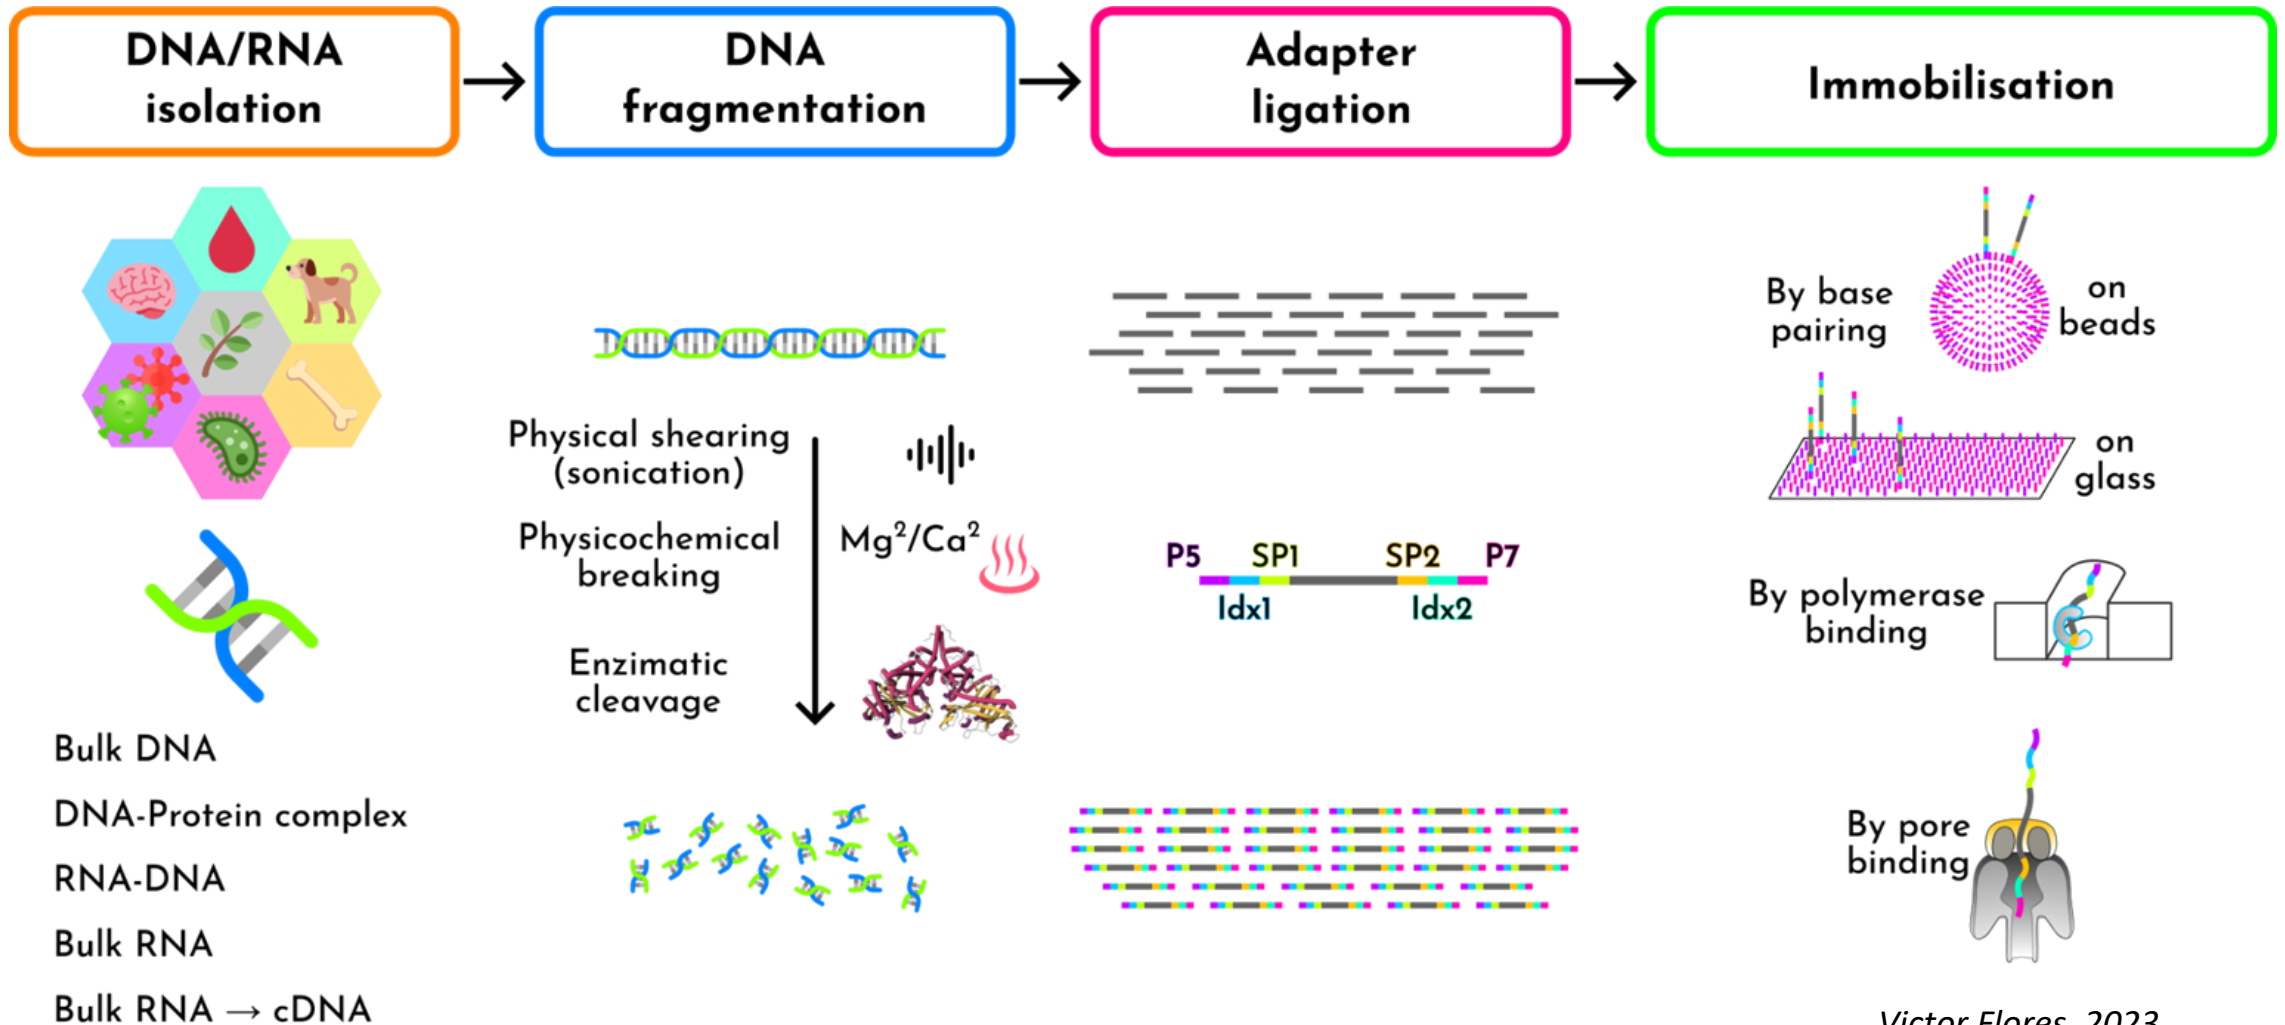 DNA/RNA
isolation
DNA
fragmentation
Adapter
ligation
Immobilisation
Bulk DNA
DNA-Protein complex
RNA-DNA
Bulk RNA
Bulk RNA → cDNA
Physical shearing
(sonication)
Physicochemical
breaking
Mg²/Ca²
Enzimatic
cleavage
P5 SP1 SP2 P7
Idx1 Idx2
By base
pairing
on
beads
on
glass
By polymerase
binding
By pore
binding
Victor Flores, 2023